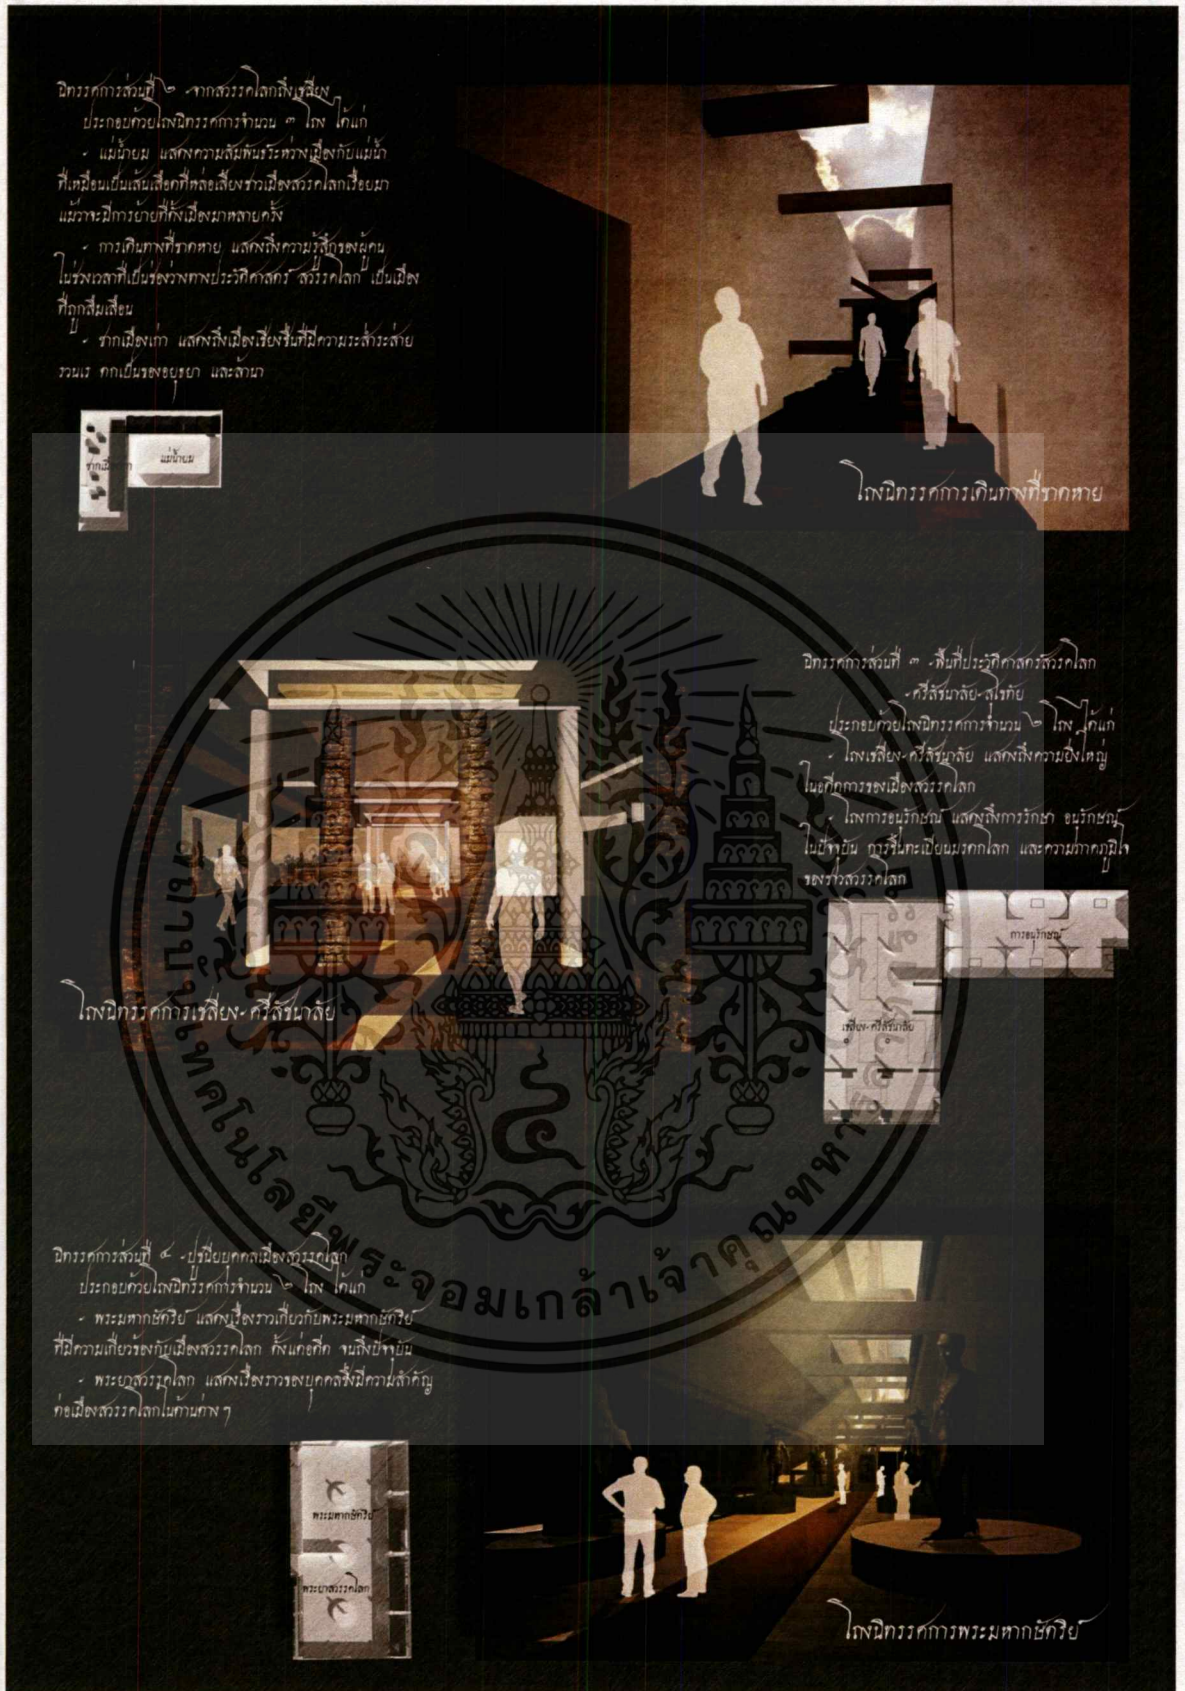 นิทรรศการส่วนที่ ๒ -จากสวรรคโลกถึงเชลียง
ประกอบด้วยโถงนิทรรศการจำนวน ๓ โถง ได้แก่
- แม่น้ำยม แสดงความสัมพันธ์ระหว่างเมืองกับแม่น้ำ
ที่เหมือนเป็นเส้นเลือดที่หล่อเลี้ยงชาวเมืองสวรรคโลกเรื่อยมา
แม้ว่าจะมีการย้ายที่ตั้งเมืองมาหลายครั้ง
- การเดินทางที่ขาดหาย แสดงถึงความรู้สึกของผู้คน
ในช่วงเวลาที่เป็นช่องว่างทางประวัติศาสตร์ สวรรคโลก เป็นเมือง
ที่ถูกลืมเลือน
- ซากเมืองเก่า แสดงถึงเมืองเชียงชื่นที่มีความระส่ำระส่าย
รวนเร ตกเป็นของอยุธยา และล้านา
ซากเมืองเก่า
แม่น้ำยม
โถงนิทรรศการเดินทางที่ขาดหาย
นิทรรศการส่วนที่ ๓ -พื้นที่ประวัติศาสตร์สวรรคโลก
-ศรีสัชนาลัย-สุโขทัย
ประกอบด้วยโถงนิทรรศการจำนวน ๒ โถง ได้แก่
- โถงเชลียง-ศรีสัชนาลัย แสดงถึงความยิ่งใหญ่
ในอดีตการของเมืองสวรรคโลก
- โถงการอนุรักษณ์ แสดงถึงการรักษา อนุรักษณ์
ในปัจจุบัน การขึ้นทะเบียนมรดกโลก และความภาคภูมิใจ
ของชาวสวรรคโลก
การอนุรักษณ์
เชลียง-ศรีสัชนาลัย
โถงนิทรรศการเชลียง-ศรีสัชนาลัย
สถาบันเทคโนโลยีพระจอมเกล้าเจ้าคุณทหารลาดกระบัง
นิทรรศการส่วนที่ ๔ -ปูชนียบุคคลเมืองสวรรคโลก
ประกอบด้วยโถงนิทรรศการจำนวน ๒ โถง ได้แก่
- พระมหากษัตริย์ แสดงเรื่องราวเกี่ยวกับพระมหากษัตริย์
ที่มีความเกี่ยวข้องกับเมืองสวรรคโลก ตั้งแต่อดีต จนถึงปัจจุบัน
- พระยาสวรรคโลก แสดงเรื่องราวของบุคคลซึ่งมีความสำคัญ
ต่อเมืองสวรรคโลกในด้านต่าง ๆ
พระมหากษัตริย์
พระยาสวรรคโลก
โถงนิทรรศการพระมหากษัตริย์